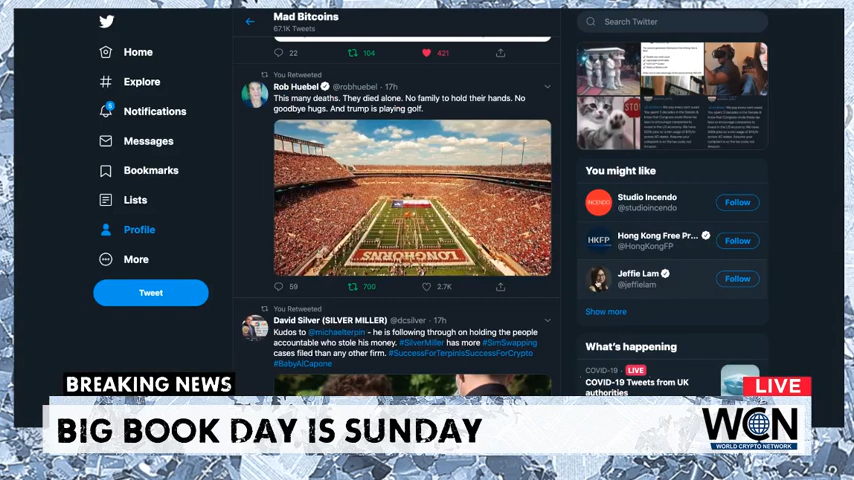 Mad Bitcoins
67.1K Tweets
Search Twitter
Home
Explore
Notifications
5
Messages
Bookmarks
Lists
Profile
More
Tweet
22
104
421
You Retweeted
Rob Huebel @robhuebel · 17h
This many deaths. They died alone. No family to hold their hands. No
goodbye hugs. And trump is playing golf.
LONGHORNS
59
700
2.7K
You Retweeted
David Silver (SILVER MILLER) @dcsilver · 17h
Kudos to @michaelterpin - he is following through on holding the people
accountable who stole his money. #SilverMiller has more #SimSwapping
cases filed than any other firm. #SuccessForTerpinIsSuccessForCrypto
#BabyAlCapone
STOP
You might like
INCENDO
Studio Incendo
@studioincendo
Follow
HKFP
Hong Kong Free Pr...
@HongKongFP
Follow
Jeffie Lam
@jeffielam
Follow
Show more
What's happening
COVID-19 · LIVE
COVID-19 Tweets from UK
authorities
BREAKING NEWS
LIVE
BIG BOOK DAY IS SUNDAY
WCN
WORLD CRYPTO NETWORK